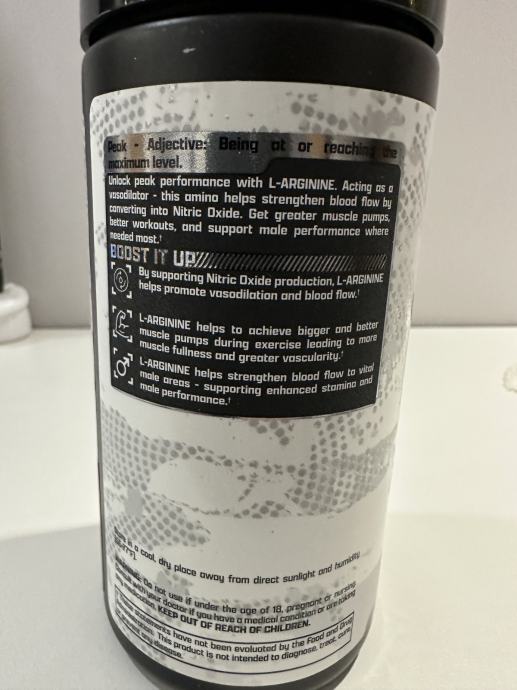 Peak - Adjective: Being at or reaching the
maximum level.
Unlock peak performance with L-ARGININE. Acting as a
vasodilator - this amino helps strengthen blood flow by
converting into Nitric Oxide. Get greater muscle pumps,
better workouts, and support male performance where
needed most.†
BOOST IT UP
By supporting Nitric Oxide production, L-ARGININE
helps promote vasodilation and blood flow.†
L-ARGININE helps to achieve bigger and better
muscle pumps during exercise leading to more
muscle fullness and greater vascularity.†
L-ARGININE helps strengthen blood flow to vital
male areas - supporting enhanced stamina and
male performance.†
in a cool, dry place away from direct sunlight and humidity
Do not use if under the age of 18, pregnant or nursing.
with your doctor if you have a medical condition or are taking
medication. KEEP OUT OF REACH OF CHILDREN.
statements have not been evaluated by the Food and Drug
This product is not intended to diagnose, treat, cure,
any disease.